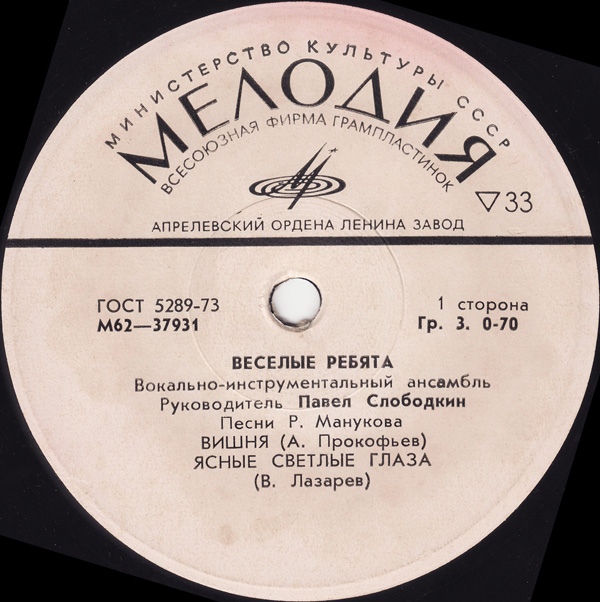 МИНИСТЕРСТВО КУЛЬТУРЫ СССР
МЕЛОДИЯ
ВСЕСОЮЗНАЯ ФИРМА ГРАМПЛАСТИНОК
▽33
АПРЕЛЕВСКИЙ ОРДЕНА ЛЕНИНА ЗАВОД
ГОСТ 5289-73
М62—37931
1 сторона
Гр. 3. 0-70
ВЕСЕЛЫЕ РЕБЯТА
Вокально-инструментальный ансамбль
Руководитель Павел Слободкин
Песни Р. Манукова
ВИШНЯ (А. Прокофьев)
ЯСНЫЕ СВЕТЛЫЕ ГЛАЗА
(В. Лазарев)